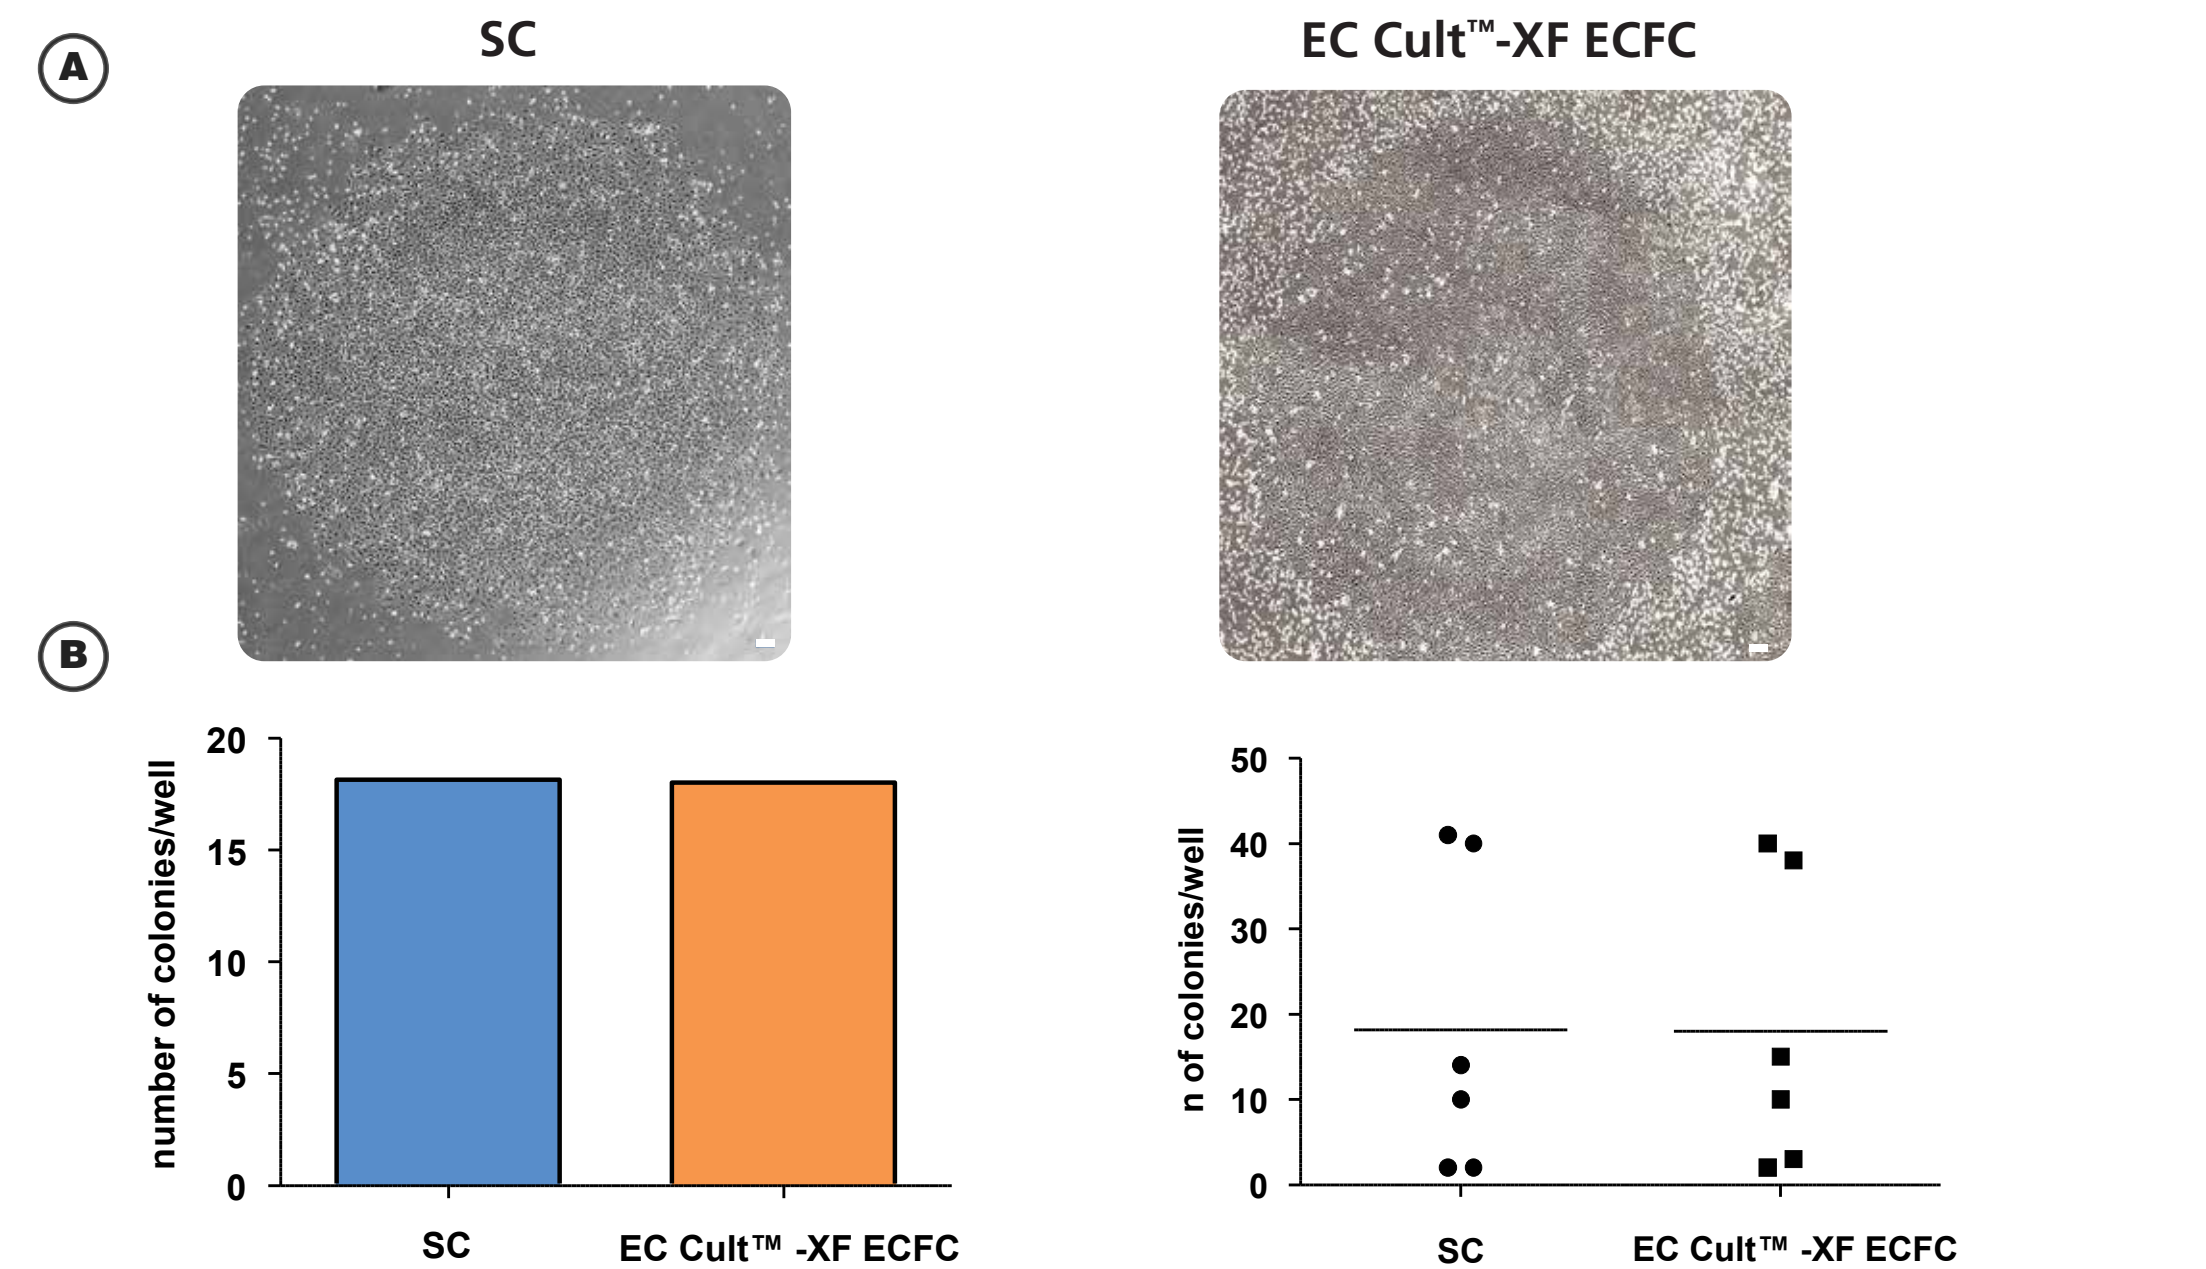 A
SC
EC Cult™-XF ECFC
B
number of colonies/well
20
15
10
5
0
SC
EC Cult™ -XF ECFC
n of colonies/well
50
40
30
20
10
0
SC
EC Cult™ -XF ECFC